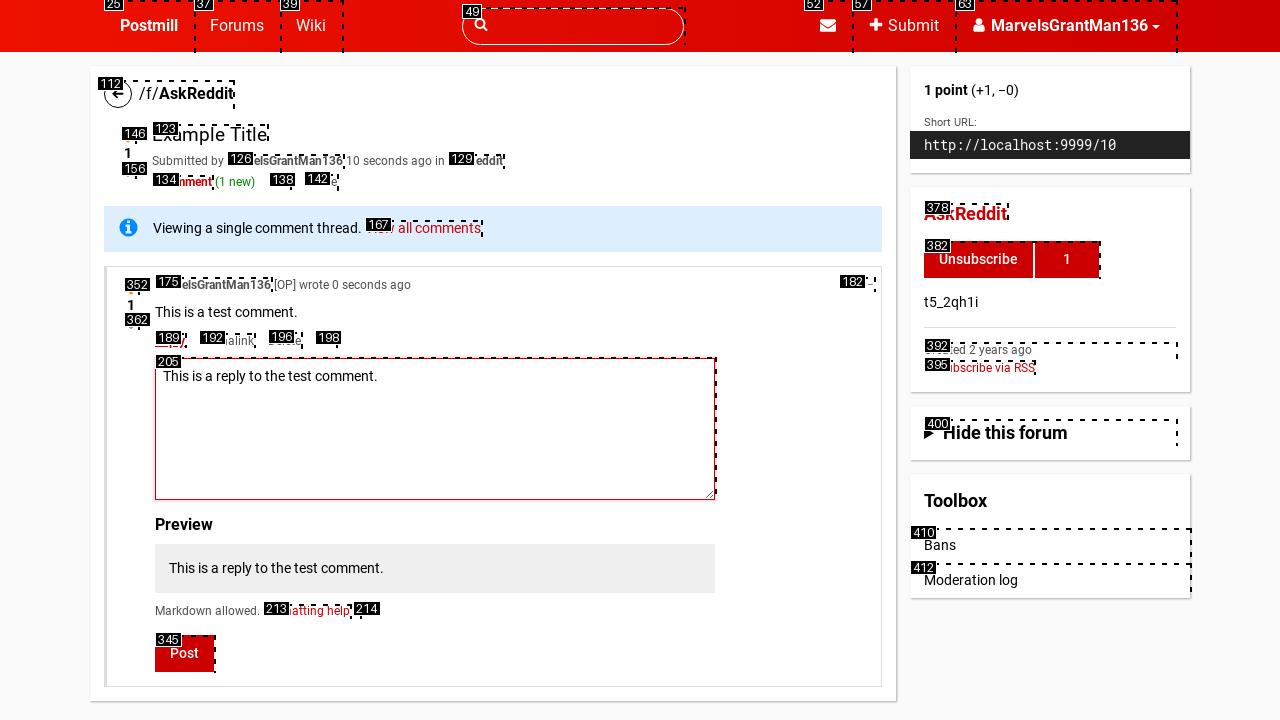 25 37 39 49 52 57 63
Postmill Forums Wiki Submit MarvelsGrantMan136
112 /f/AskReddit
146 123 Example Title
1
156 Submitted by 126 elsGrantMan136 10 seconds ago in 129 eddit
134 nment (1 new) 138 142 e
Viewing a single comment thread. 167 all comments
352 175 elsGrantMan136 [OP] wrote 0 seconds ago 182 –
1
362 This is a test comment.
189 192 alink 196 198
205
This is a reply to the test comment.
Preview
This is a reply to the test comment.
Markdown allowed. 213 atting help 214
345
Post
1 point (+1, −0)
Short URL:
http://localhost:9999/10
378
AskReddit
382
Unsubscribe 1
t5_2qh1i
392
Created 2 years ago
395 bscribe via RSS
400
Hide this forum
Toolbox
410
Bans
412
Moderation log